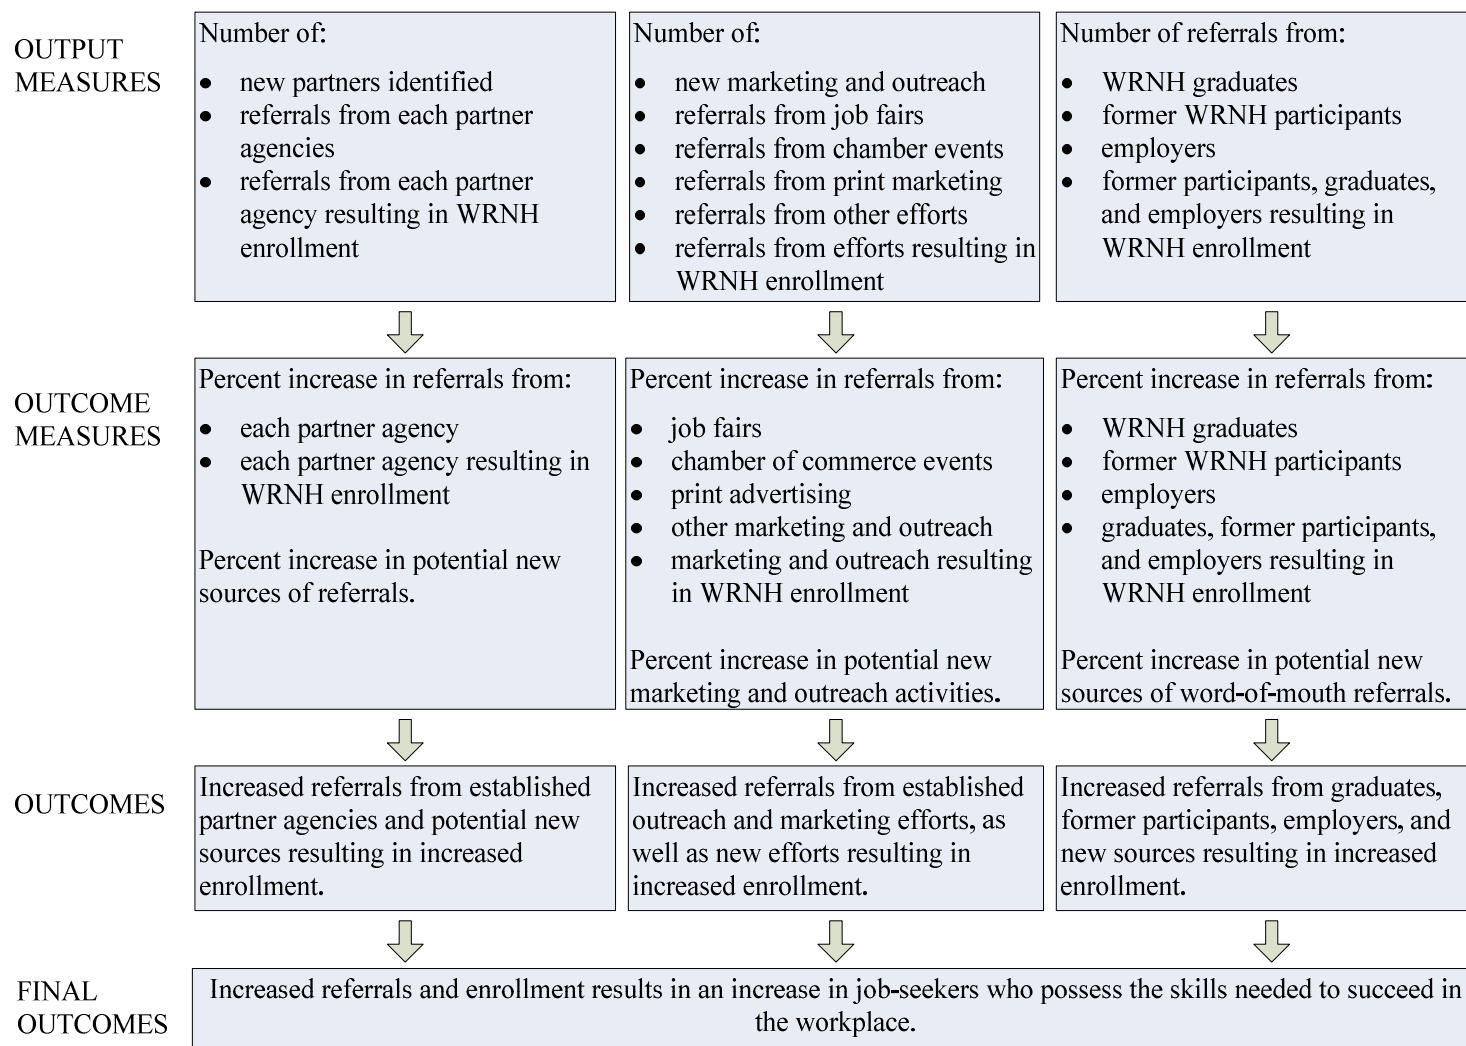 OUTPUT
MEASURES
Number of:
• new partners identified
• referrals from each partner
agencies
• referrals from each partner
agency resulting in WRNH
enrollment
Number of:
• new marketing and outreach
• referrals from job fairs
• referrals from chamber events
• referrals from print marketing
• referrals from other efforts
• referrals from efforts resulting in
WRNH enrollment
Number of referrals from:
• WRNH graduates
• former WRNH participants
• employers
• former participants, graduates,
and employers resulting in
WRNH enrollment
OUTCOME
MEASURES
Percent increase in referrals from:
• each partner agency
• each partner agency resulting in
WRNH enrollment
Percent increase in potential new
sources of referrals.
Percent increase in referrals from:
• job fairs
• chamber of commerce events
• print advertising
• other marketing and outreach
• marketing and outreach resulting
in WRNH enrollment
Percent increase in potential new
marketing and outreach activities.
Percent increase in referrals from:
• WRNH graduates
• former WRNH participants
• employers
• graduates, former participants,
and employers resulting in
WRNH enrollment
Percent increase in potential new
sources of word-of-mouth referrals.
OUTCOMES
Increased referrals from established
partner agencies and potential new
sources resulting in increased
enrollment.
Increased referrals from established
outreach and marketing efforts, as
well as new efforts resulting in
increased enrollment.
Increased referrals from graduates,
former participants, employers, and
new sources resulting in increased
enrollment.
FINAL
OUTCOMES
Increased referrals and enrollment results in an increase in job-seekers who possess the skills needed to succeed in
the workplace.